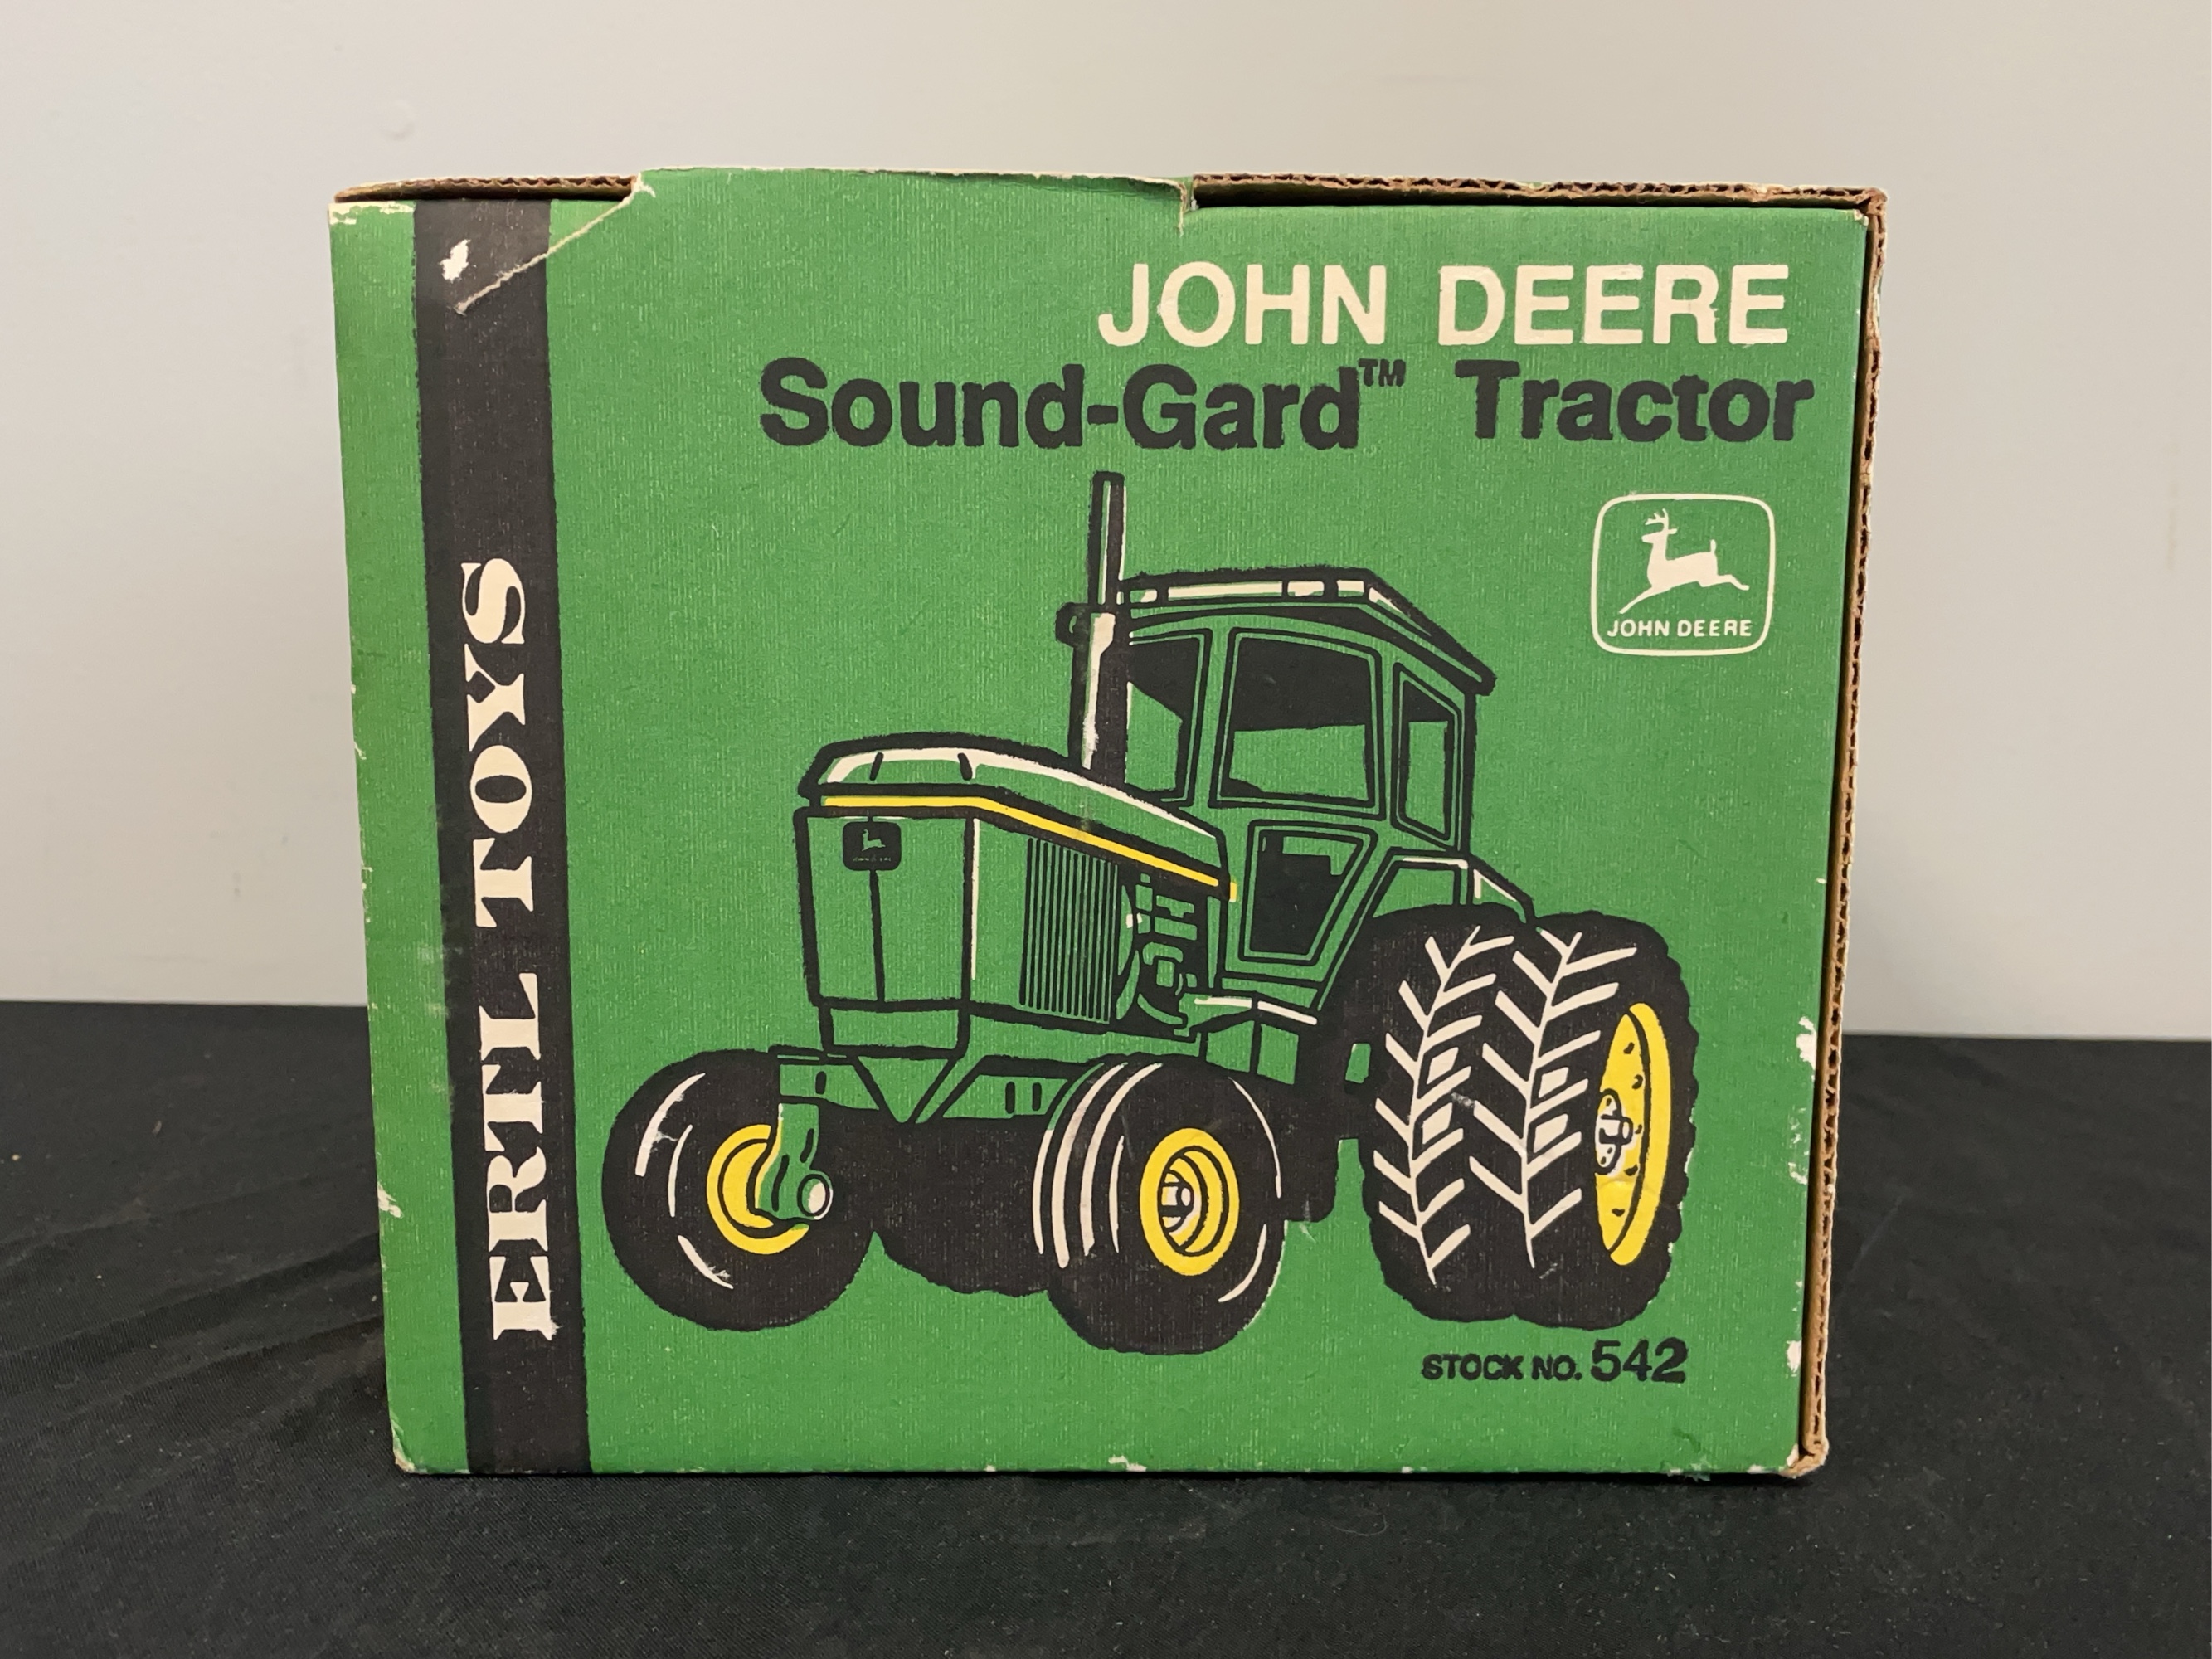 JOHN DEERE
Sound-Gard™ Tractor
JOHN DEERE
ERTL TOYS
STOCK NO. 542